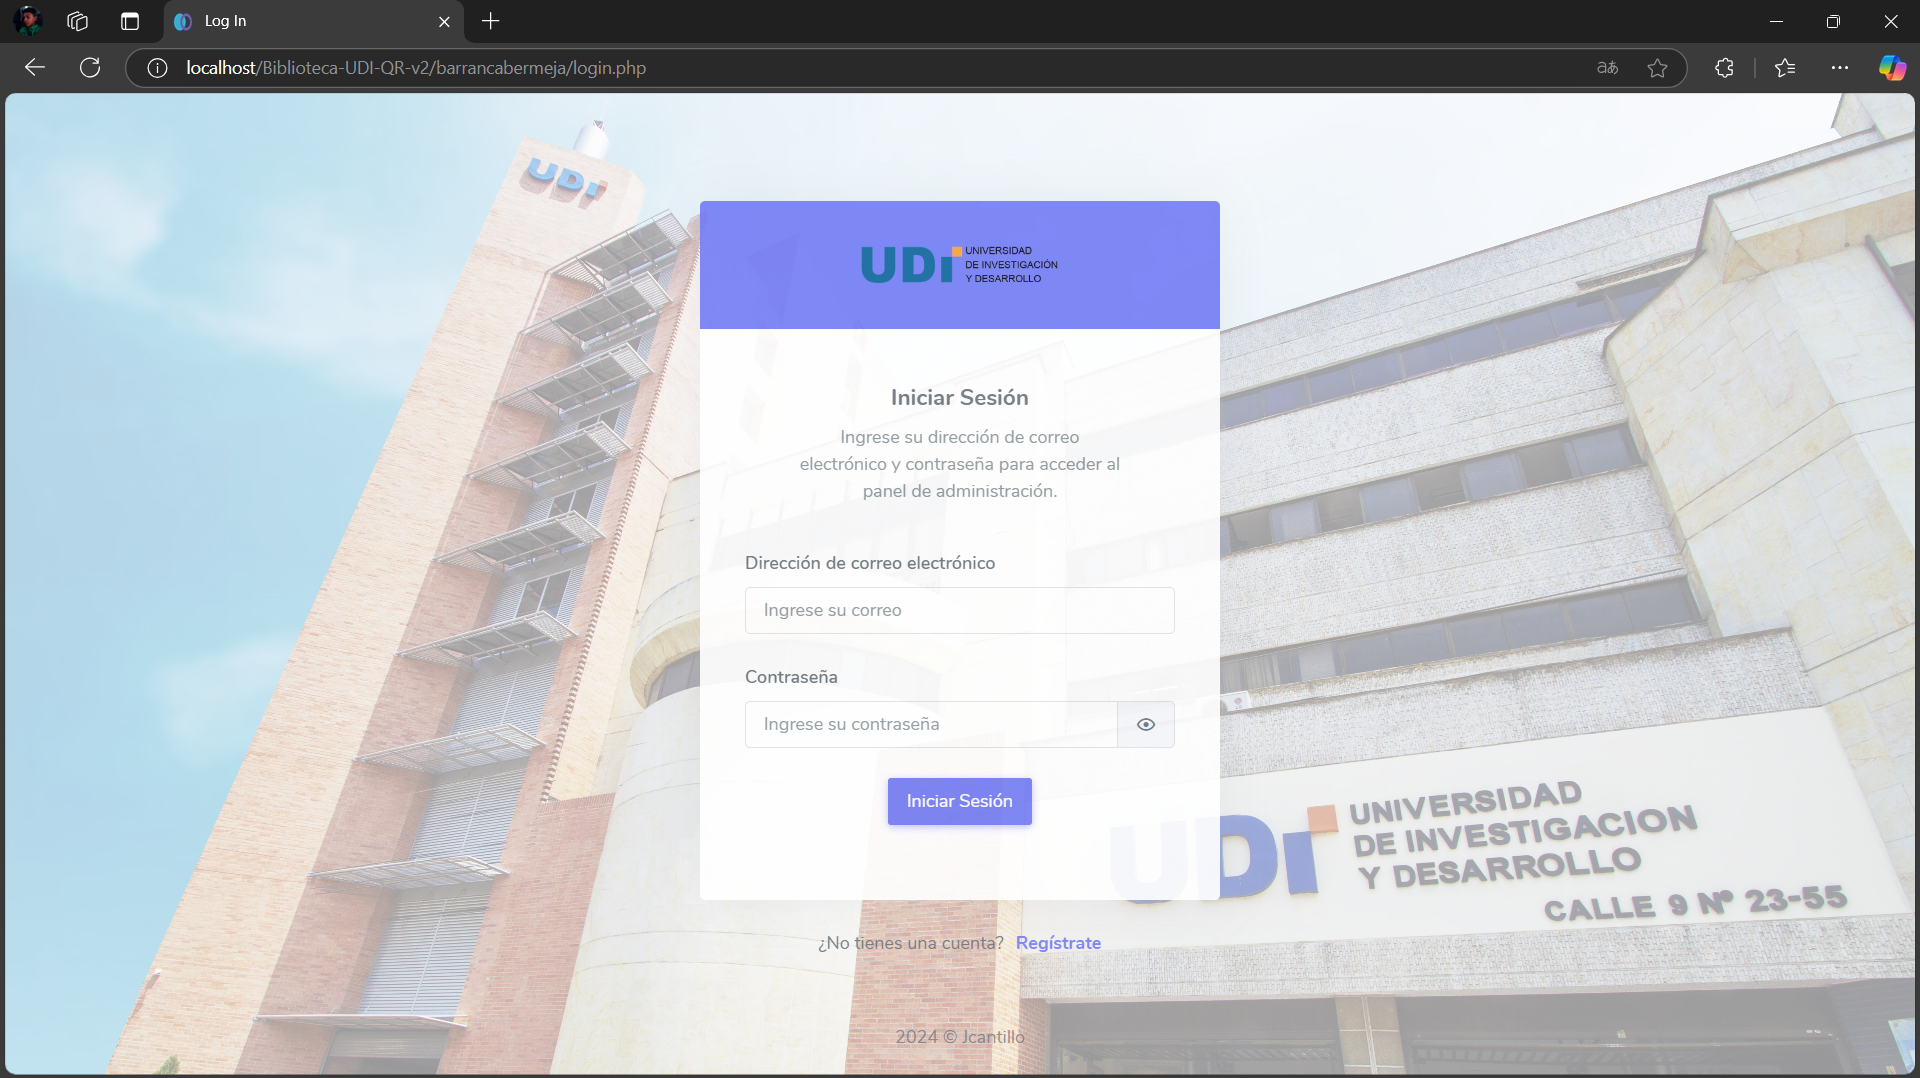 Log In
localhost/Biblioteca-UDI-QR-v2/barrancabermeja/login.php
UDI
UDI UNIVERSIDAD
DE INVESTIGACIÓN
Y DESARROLLO
Iniciar Sesión
Ingrese su dirección de correo
electrónico y contraseña para acceder al
panel de administración.
Dirección de correo electrónico
Ingrese su correo
Contraseña
Ingrese su contraseña
Iniciar Sesión
UDI UNIVERSIDAD
DE INVESTIGACION
Y DESARROLLO
CALLE 9 Nº 23-55
¿No tienes una cuenta? Regístrate
2024 © Jcantillo